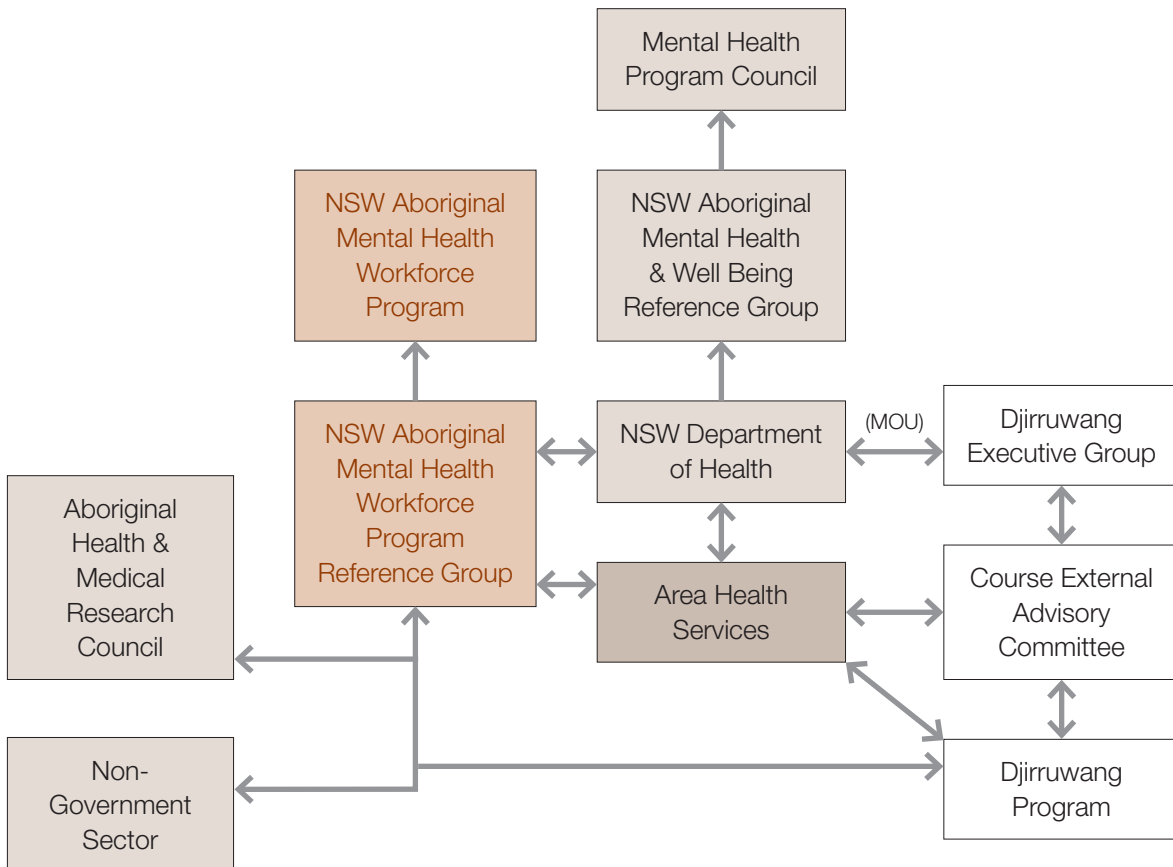 Mental Health
Program Council
NSW Aboriginal
Mental Health
Workforce
Program
NSW Aboriginal
Mental Health
& Well Being
Reference Group
NSW Aboriginal
Mental Health
Workforce
Program
Reference Group
NSW Department
of Health
(MOU)
Djirruwang
Executive Group
Aboriginal
Health &
Medical
Research
Council
Area Health
Services
Course External
Advisory
Committee
Non-
Government
Sector
Djirruwang
Program